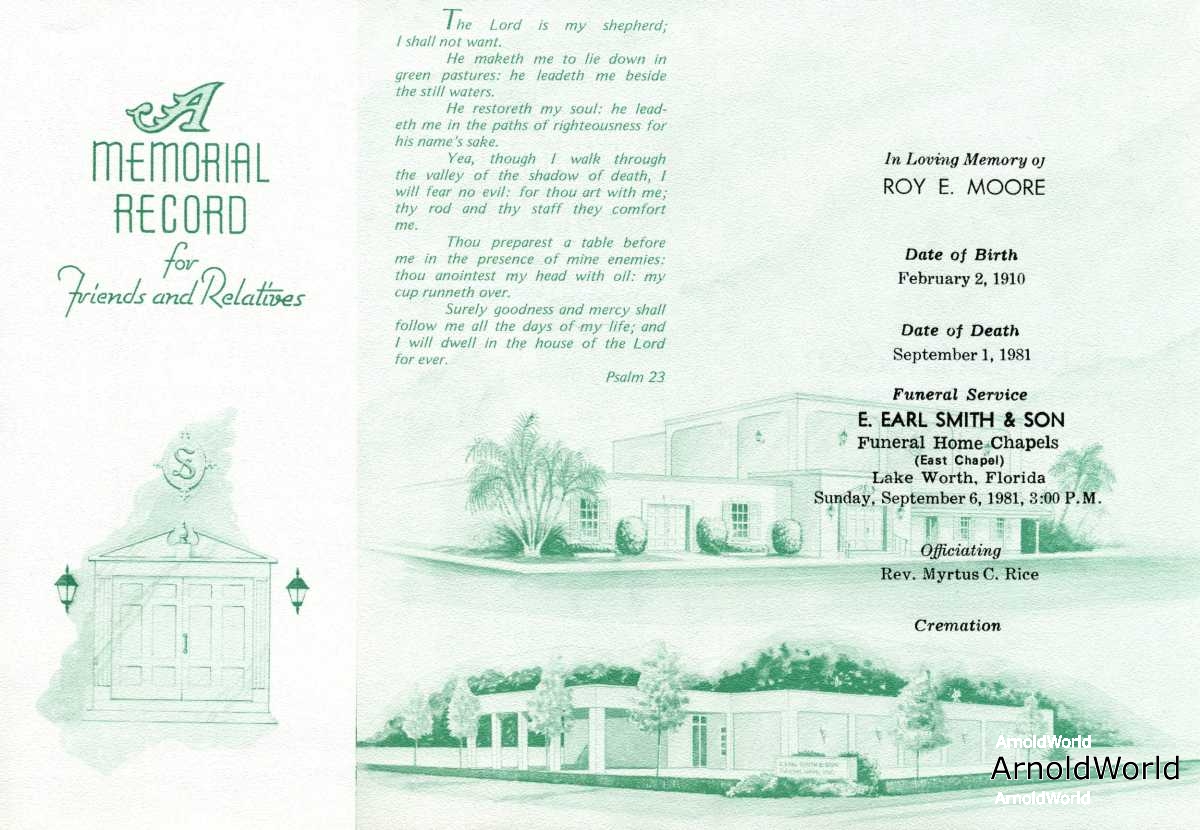 A
MEMORIAL
RECORD
for
Friends and Relatives
The Lord is my shepherd;
I shall not want.
He maketh me to lie down in
green pastures: he leadeth me beside
the still waters.
He restoreth my soul: he lead-
eth me in the paths of righteousness for
his name's sake.
Yea, though I walk through
the valley of the shadow of death, I
will fear no evil: for thou art with me;
thy rod and thy staff they comfort
me.
Thou preparest a table before
me in the presence of mine enemies:
thou anointest my head with oil: my
cup runneth over.
Surely goodness and mercy shall
follow me all the days of my life; and
I will dwell in the house of the Lord
for ever.
Psalm 23
In Loving Memory of
ROY E. MOORE
Date of Birth
February 2, 1910
Date of Death
September 1, 1981
Funeral Service
E. EARL SMITH & SON
Funeral Home Chapels
(East Chapel)
Lake Worth, Florida
Sunday, September 6, 1981, 3:00 P.M.
Officiating
Rev. Myrtus C. Rice
Cremation
S
E. EARL SMITH & SON
ArnoldWorld
ArnoldWorld
ArnoldWorld